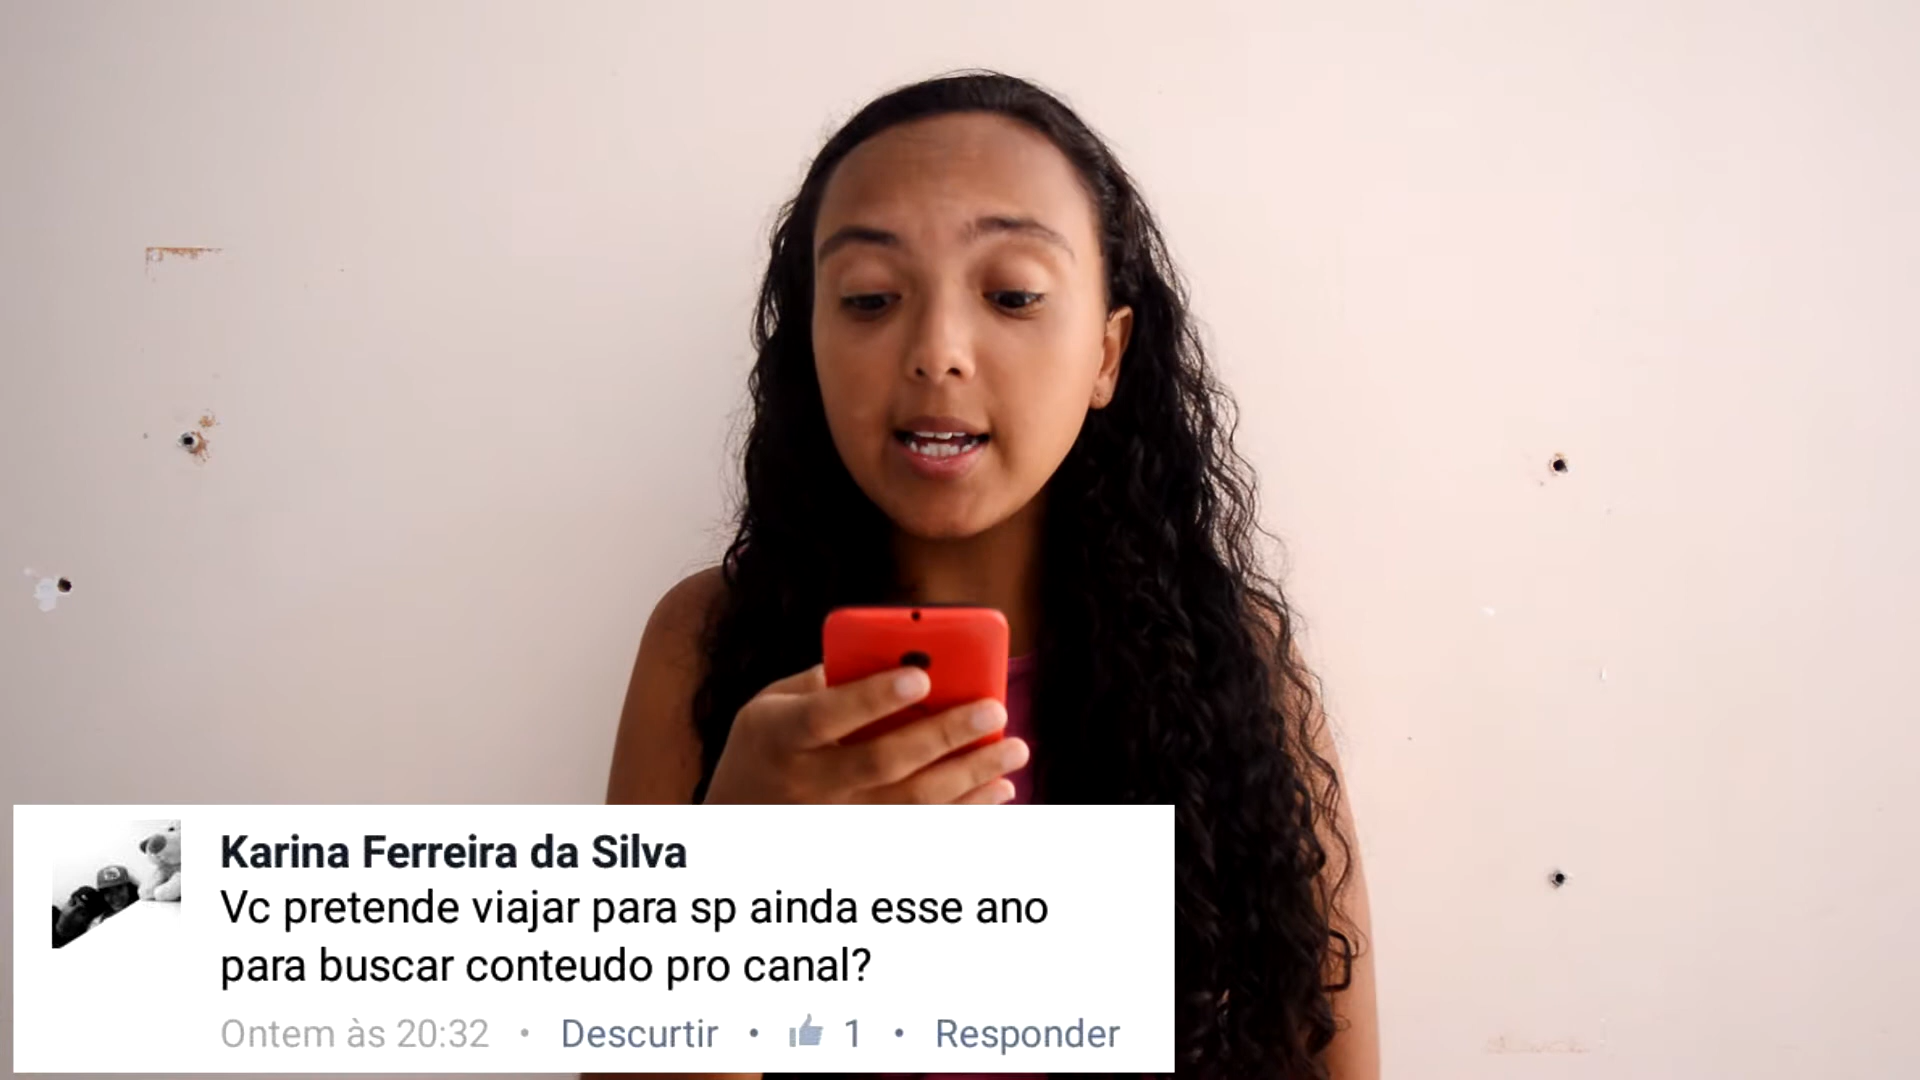 Karina Ferreira da Silva
Vc pretende viajar para sp ainda esse ano
para buscar conteudo pro canal?
Ontem às 20:32 • Descurtir • 1 • Responder